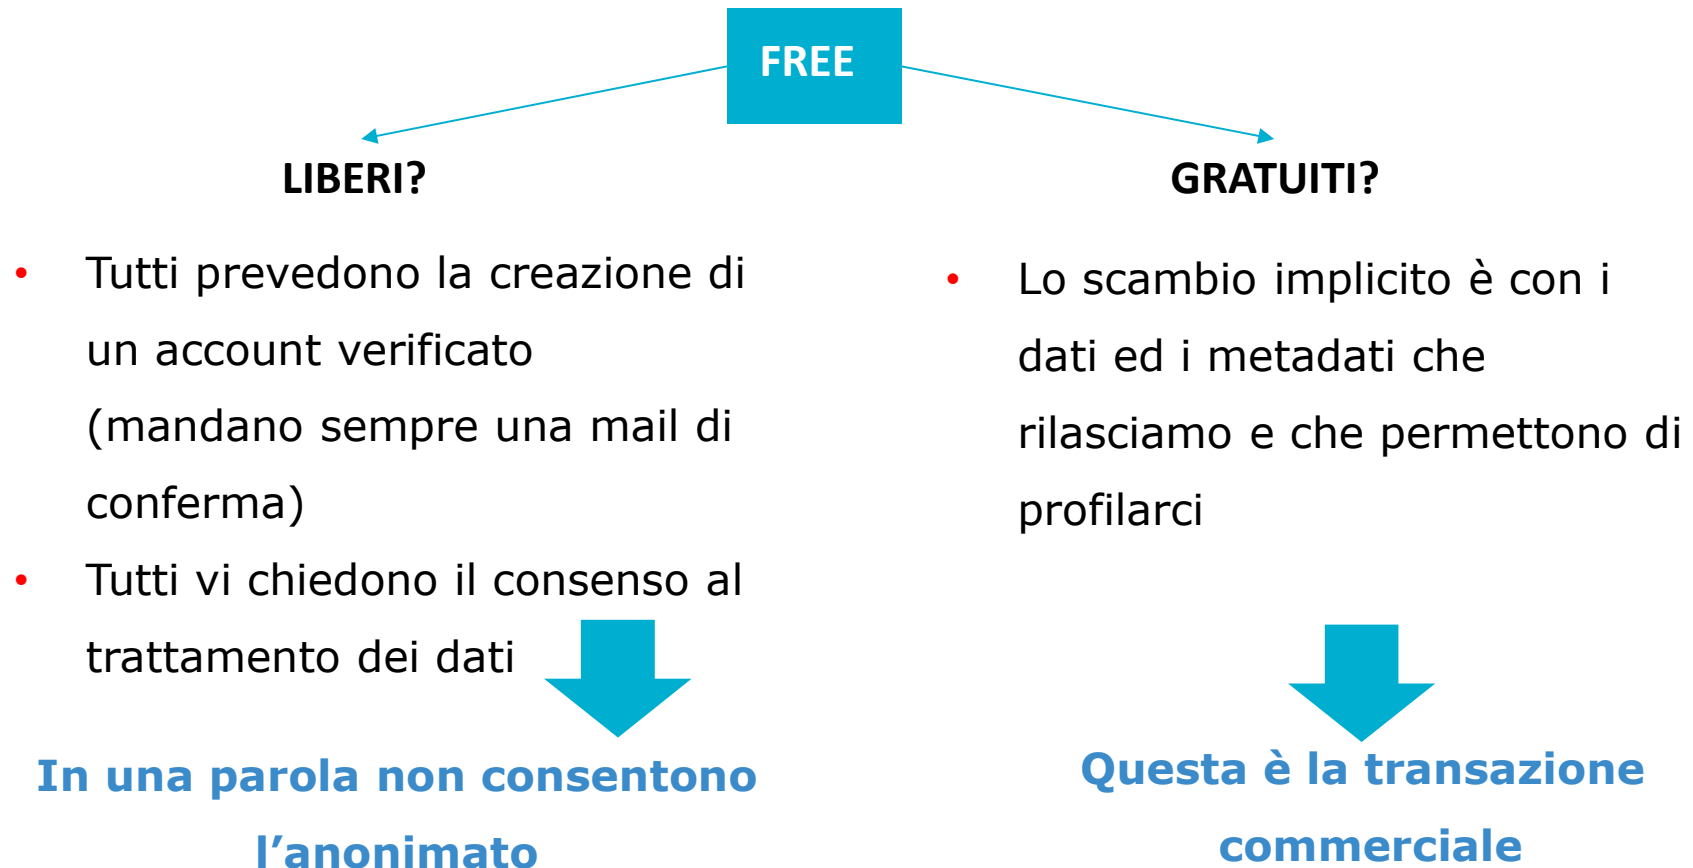 FREE
LIBERI?
• Tutti prevedono la creazione di
un account verificato
(mandano sempre una mail di
conferma)
• Tutti vi chiedono il consenso al
trattamento dei dati
In una parola non consentono
l’anonimato
GRATUITI?
• Lo scambio implicito è con i
dati ed i metadati che
rilasciamo e che permettono di
profilarci
Questa è la transazione
commerciale